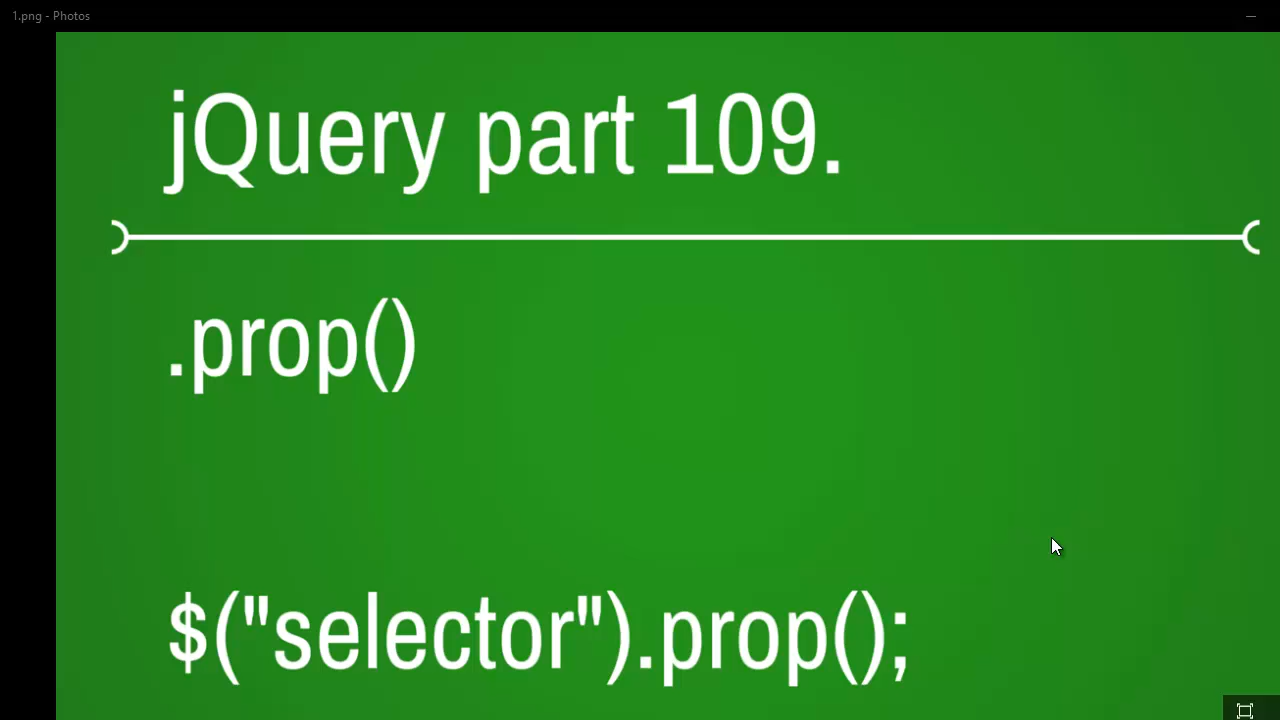 1.png - Photos
jQuery part 109.
.prop()
$("selector").prop();